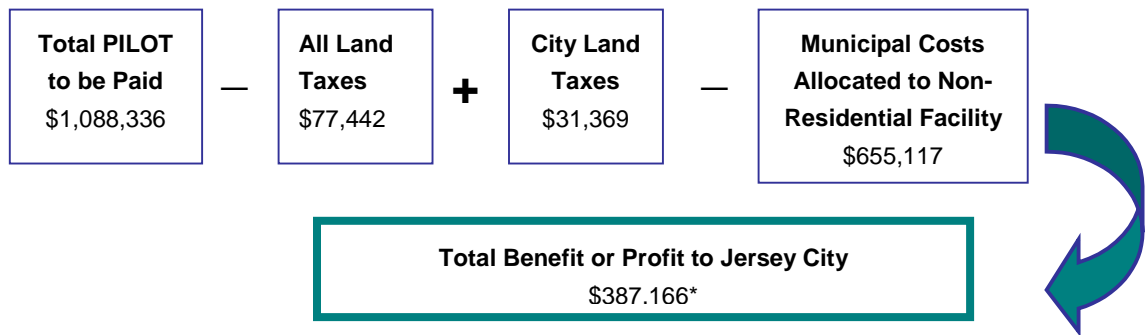 Total PILOT
to be Paid
$1,088,336
—
All Land
Taxes
$77,442
+
City Land
Taxes
$31,369
—
Municipal Costs
Allocated to Non-
Residential Facility
$655,117
Total Benefit or Profit to Jersey City
$387.166*